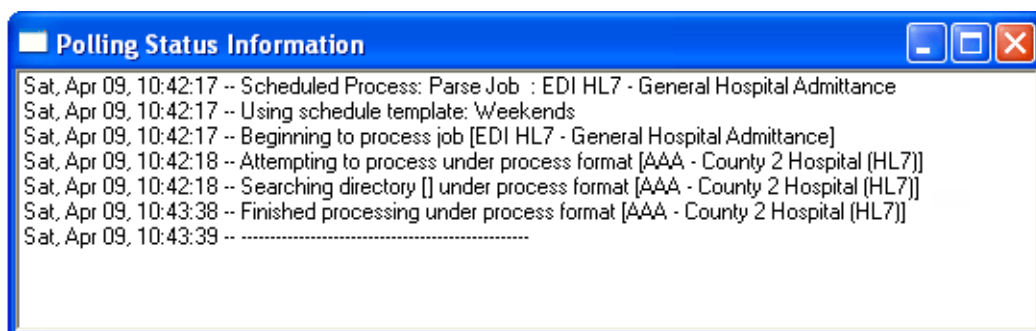 Polling Status Information
Sat, Apr 09, 10:42:17 -- Scheduled Process: Parse Job  : EDI HL7 - General Hospital Admittance
Sat, Apr 09, 10:42:17 -- Using schedule template: Weekends
Sat, Apr 09, 10:42:17 -- Beginning to process job [EDI HL7 - General Hospital Admittance]
Sat, Apr 09, 10:42:18 -- Attempting to process under process format [AAA - County 2 Hospital (HL7)]
Sat, Apr 09, 10:42:18 -- Searching directory [] under process format [AAA - County 2 Hospital (HL7)]
Sat, Apr 09, 10:43:38 -- Finished processing under process format [AAA - County 2 Hospital (HL7)]
Sat, Apr 09, 10:43:39 -- --------------------------------------------------